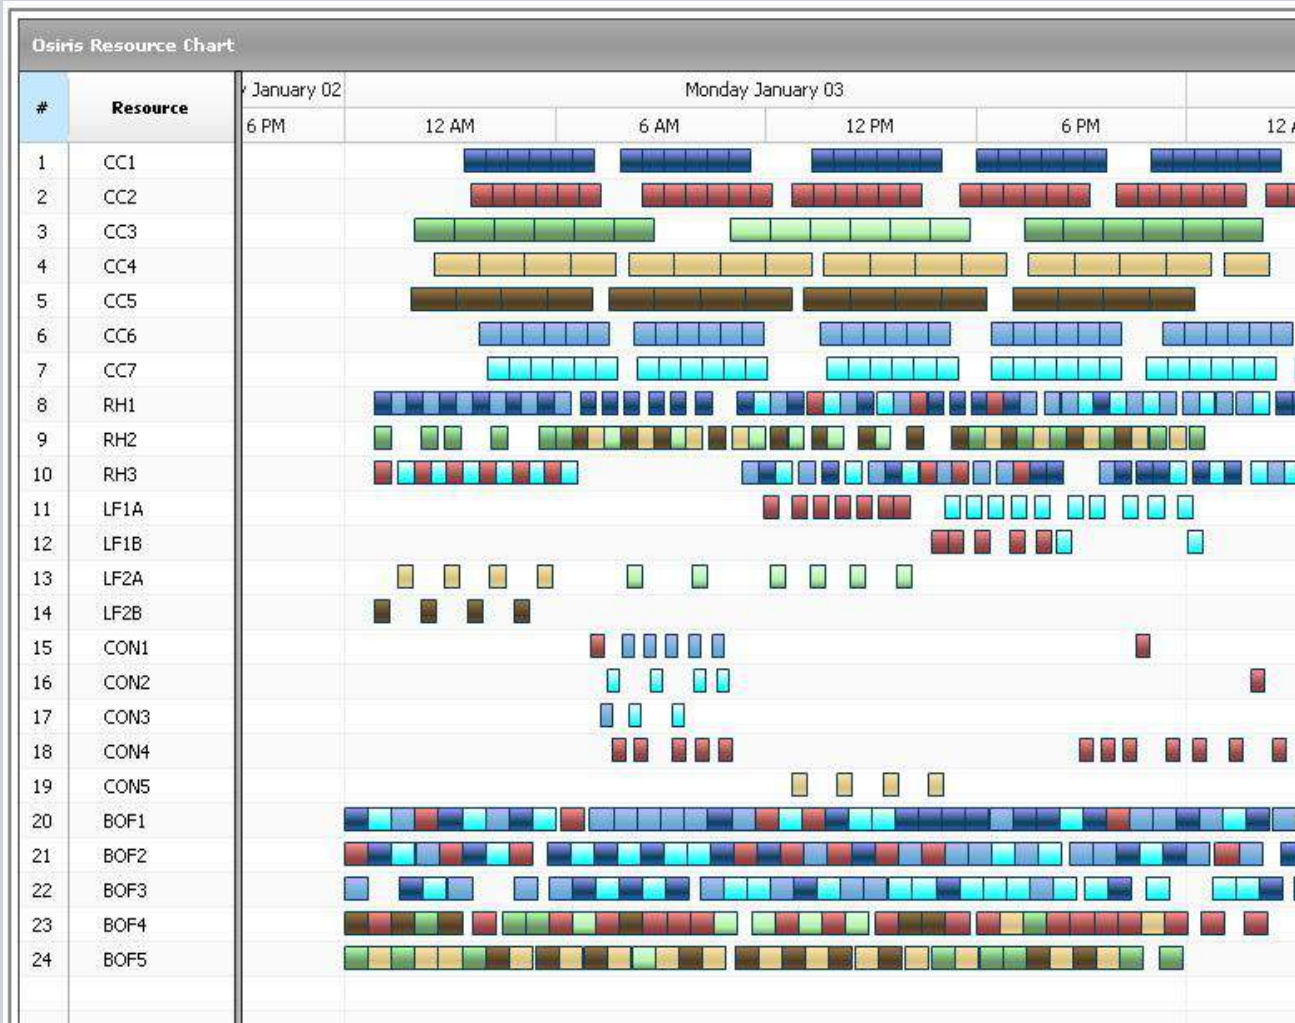 Osiris Resource Chart
# Resource January 02 Monday January 03
6 PM 12 AM 6 AM 12 PM 6 PM 12
1 CC1
2 CC2
3 CC3
4 CC4
5 CC5
6 CC6
7 CC7
8 RH1
9 RH2
10 RH3
11 LF1A
12 LF1B
13 LF2A
14 LF2B
15 CON1
16 CON2
17 CON3
18 CON4
19 CON5
20 BOF1
21 BOF2
22 BOF3
23 BOF4
24 BOF5